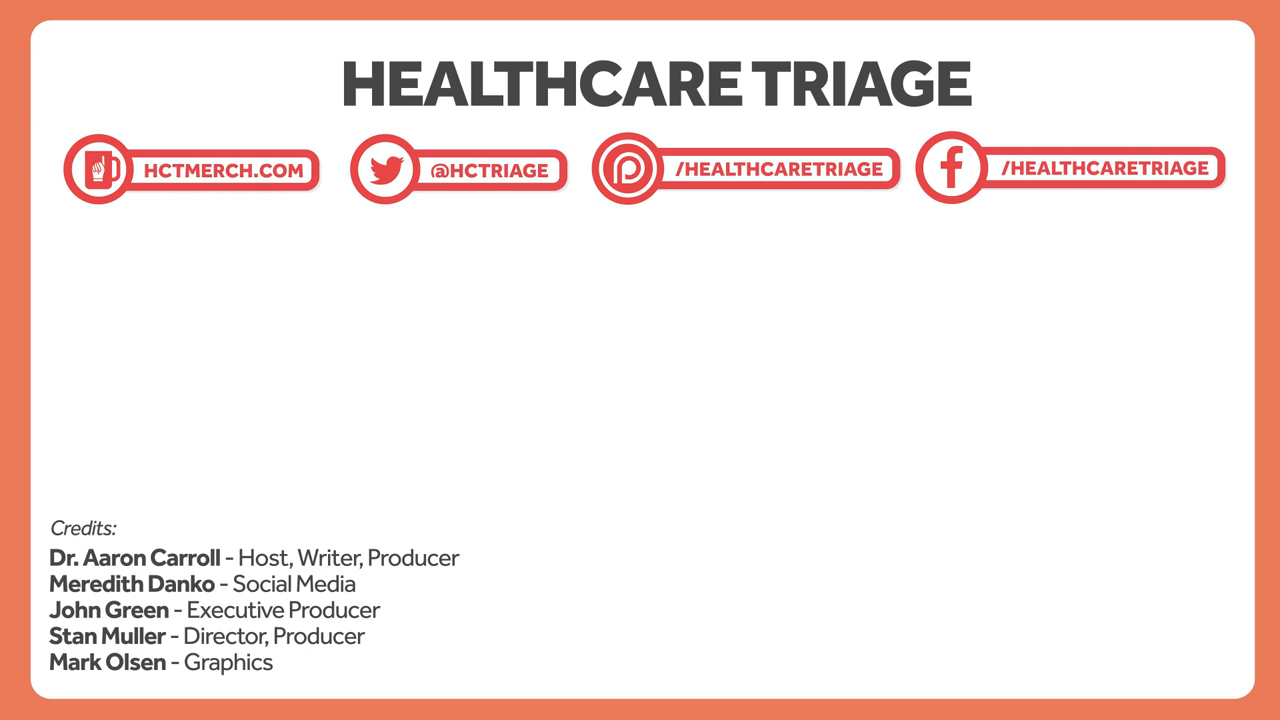 HEALTHCARE TRIAGE
HCTMERCH.COM
@HCTRIAGE
/HEALTHCARETRIAGE
/HEALTHCARETRIAGE
Credits:
Dr. Aaron Carroll - Host, Writer, Producer
Meredith Danko - Social Media
John Green - Executive Producer
Stan Muller - Director, Producer
Mark Olsen - Graphics